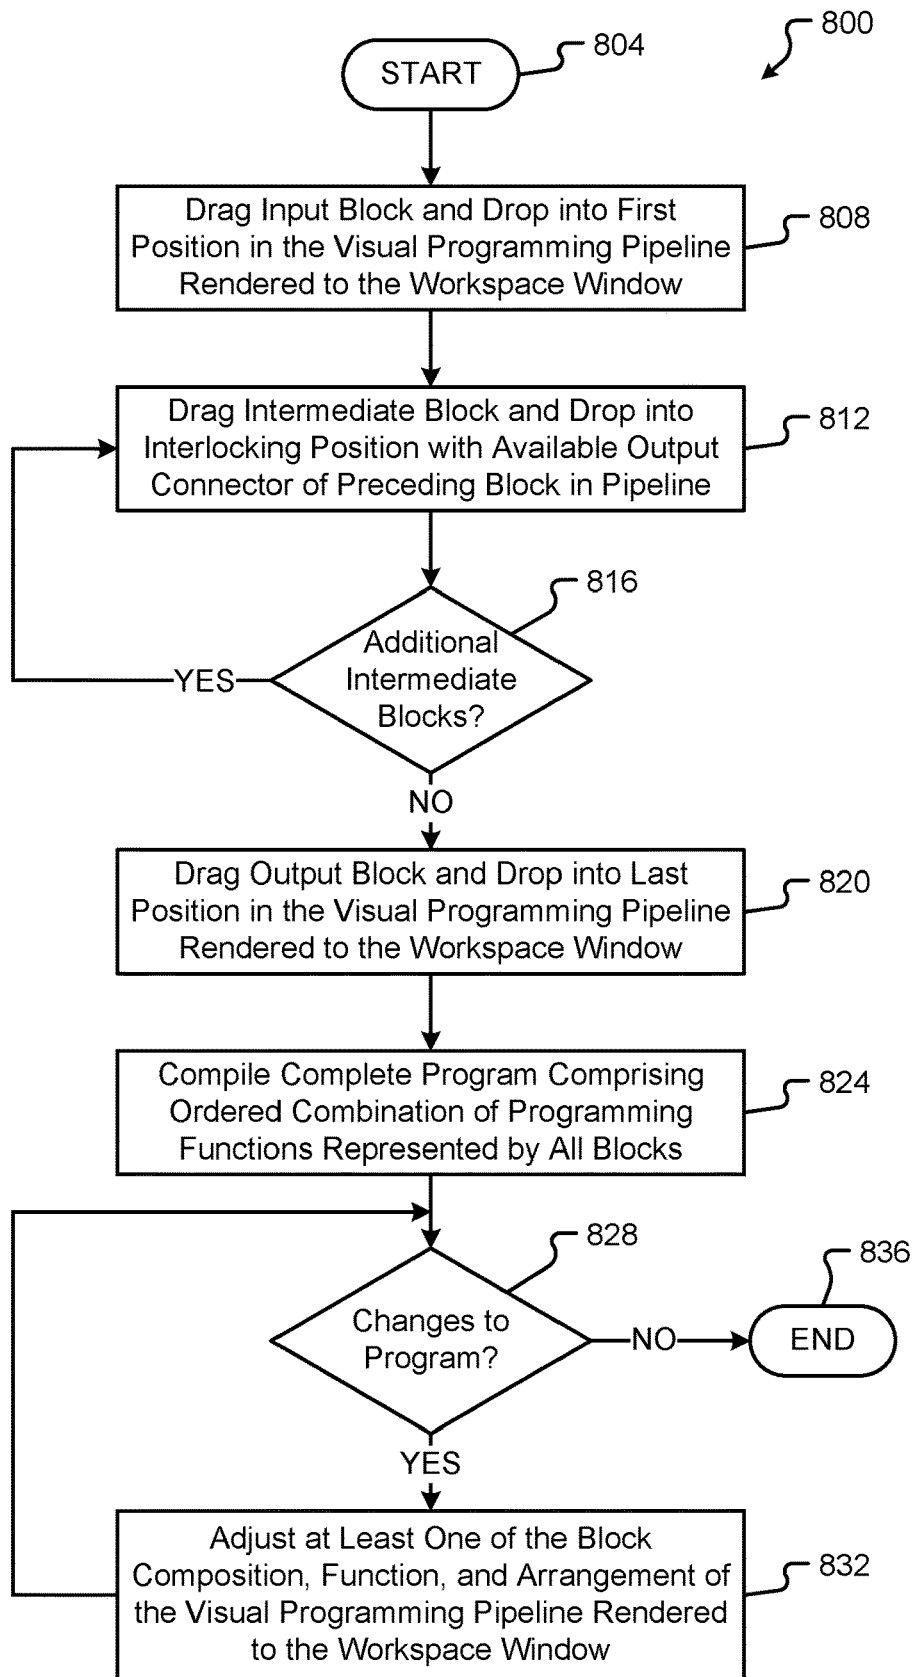 800
START
804
Drag Input Block and Drop into First
Position in the Visual Programming Pipeline
Rendered to the Workspace Window
808
Drag Intermediate Block and Drop into
Interlocking Position with Available Output
Connector of Preceding Block in Pipeline
812
816
Additional
Intermediate
Blocks?
YES
NO
Drag Output Block and Drop into Last
Position in the Visual Programming Pipeline
Rendered to the Workspace Window
820
Compile Complete Program Comprising
Ordered Combination of Programming
Functions Represented by All Blocks
824
828
Changes to
Program?
NO
836
END
YES
Adjust at Least One of the Block
Composition, Function, and Arrangement of
the Visual Programming Pipeline Rendered
to the Workspace Window
832